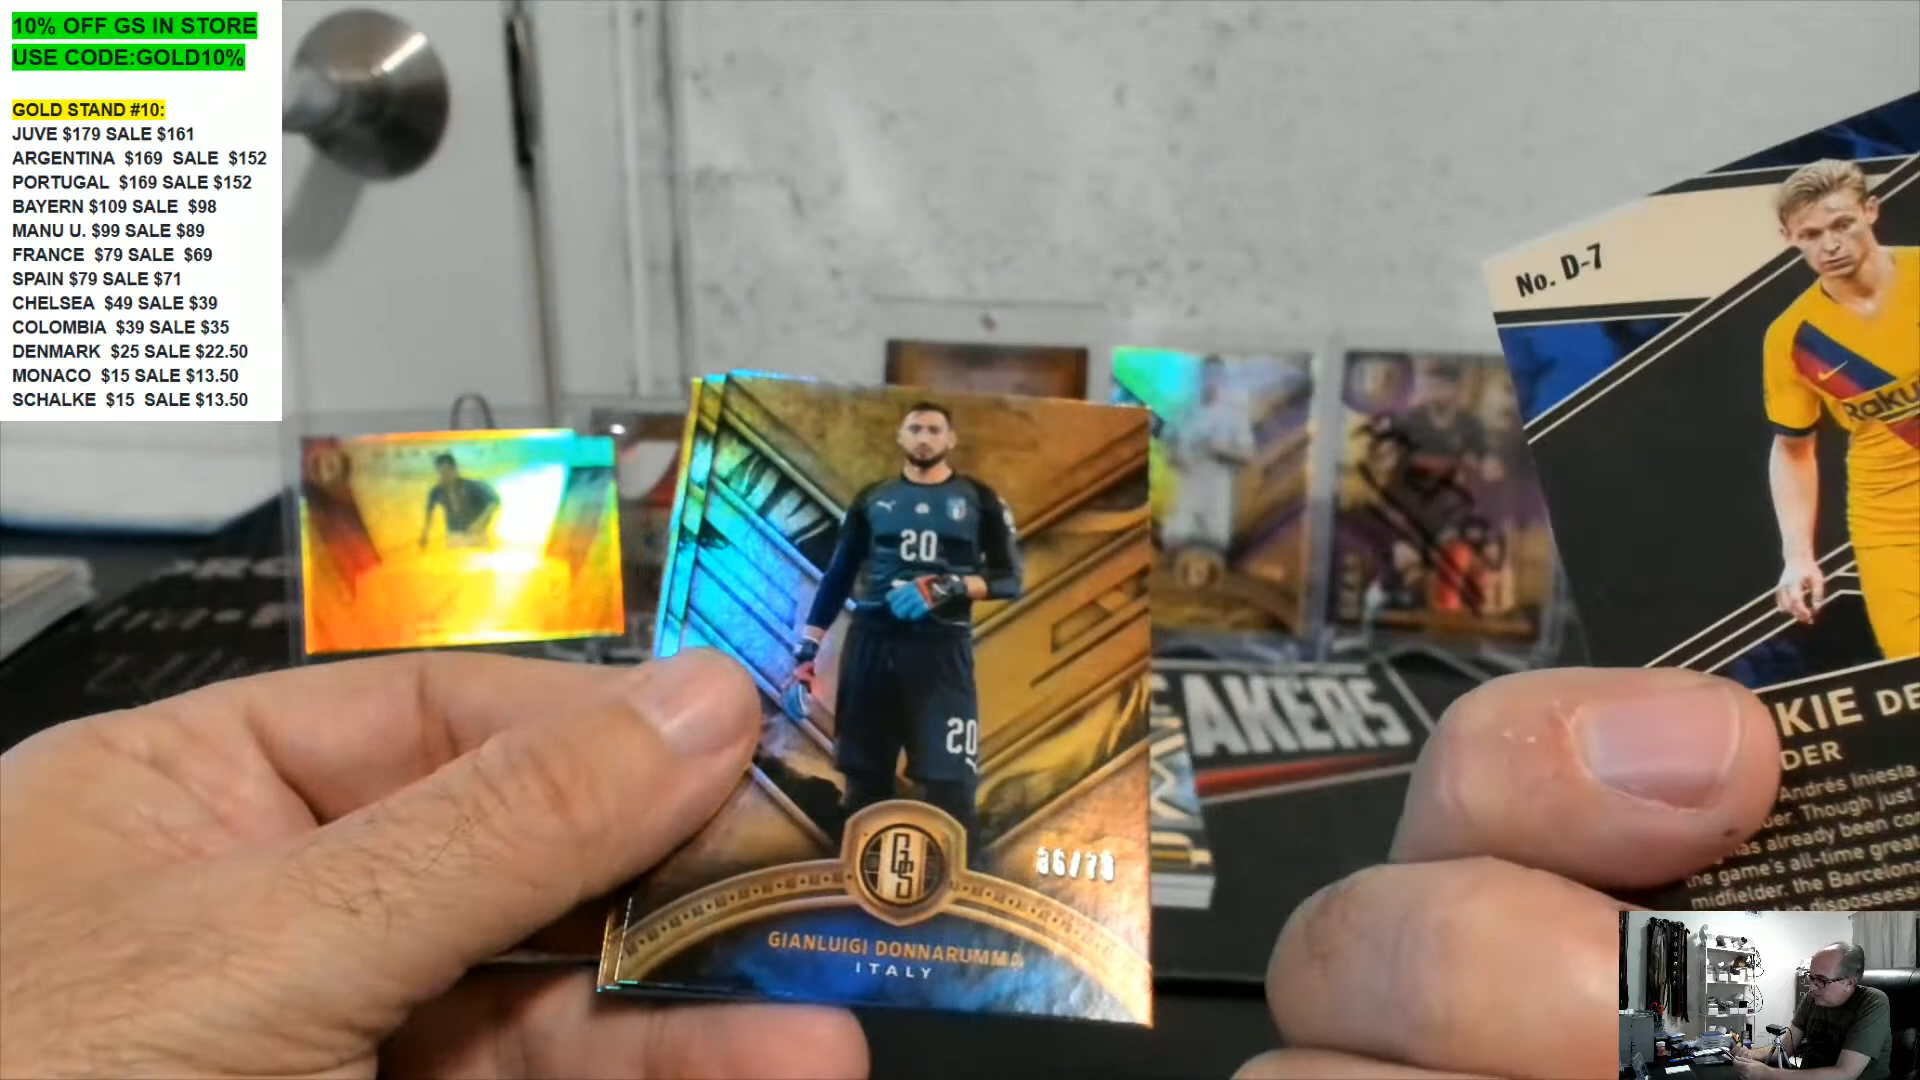 10% OFF GS IN STORE
USE CODE:GOLD10%
GOLD STAND #10:
JUVE $179 SALE $161
ARGENTINA $169 SALE $152
PORTUGAL $169 SALE $152
BAYERN $109 SALE $98
MANU U. $99 SALE $89
FRANCE $79 SALE $69
SPAIN $79 SALE $71
CHELSEA $49 SALE $39
COLOMBIA $39 SALE $35
DENMARK $25 SALE $22.50
MONACO $15 SALE $13.50
SCHALKE $15 SALE $13.50
No. D-7
Raku
20
20
GS
GIANLUIGI DONNARUMMA
ITALY
AKERS
KIE DE
DER
Andrés Iniesta
Though just
has already been con
the game's all-time great
midfielder, the Barcelona
dispossess